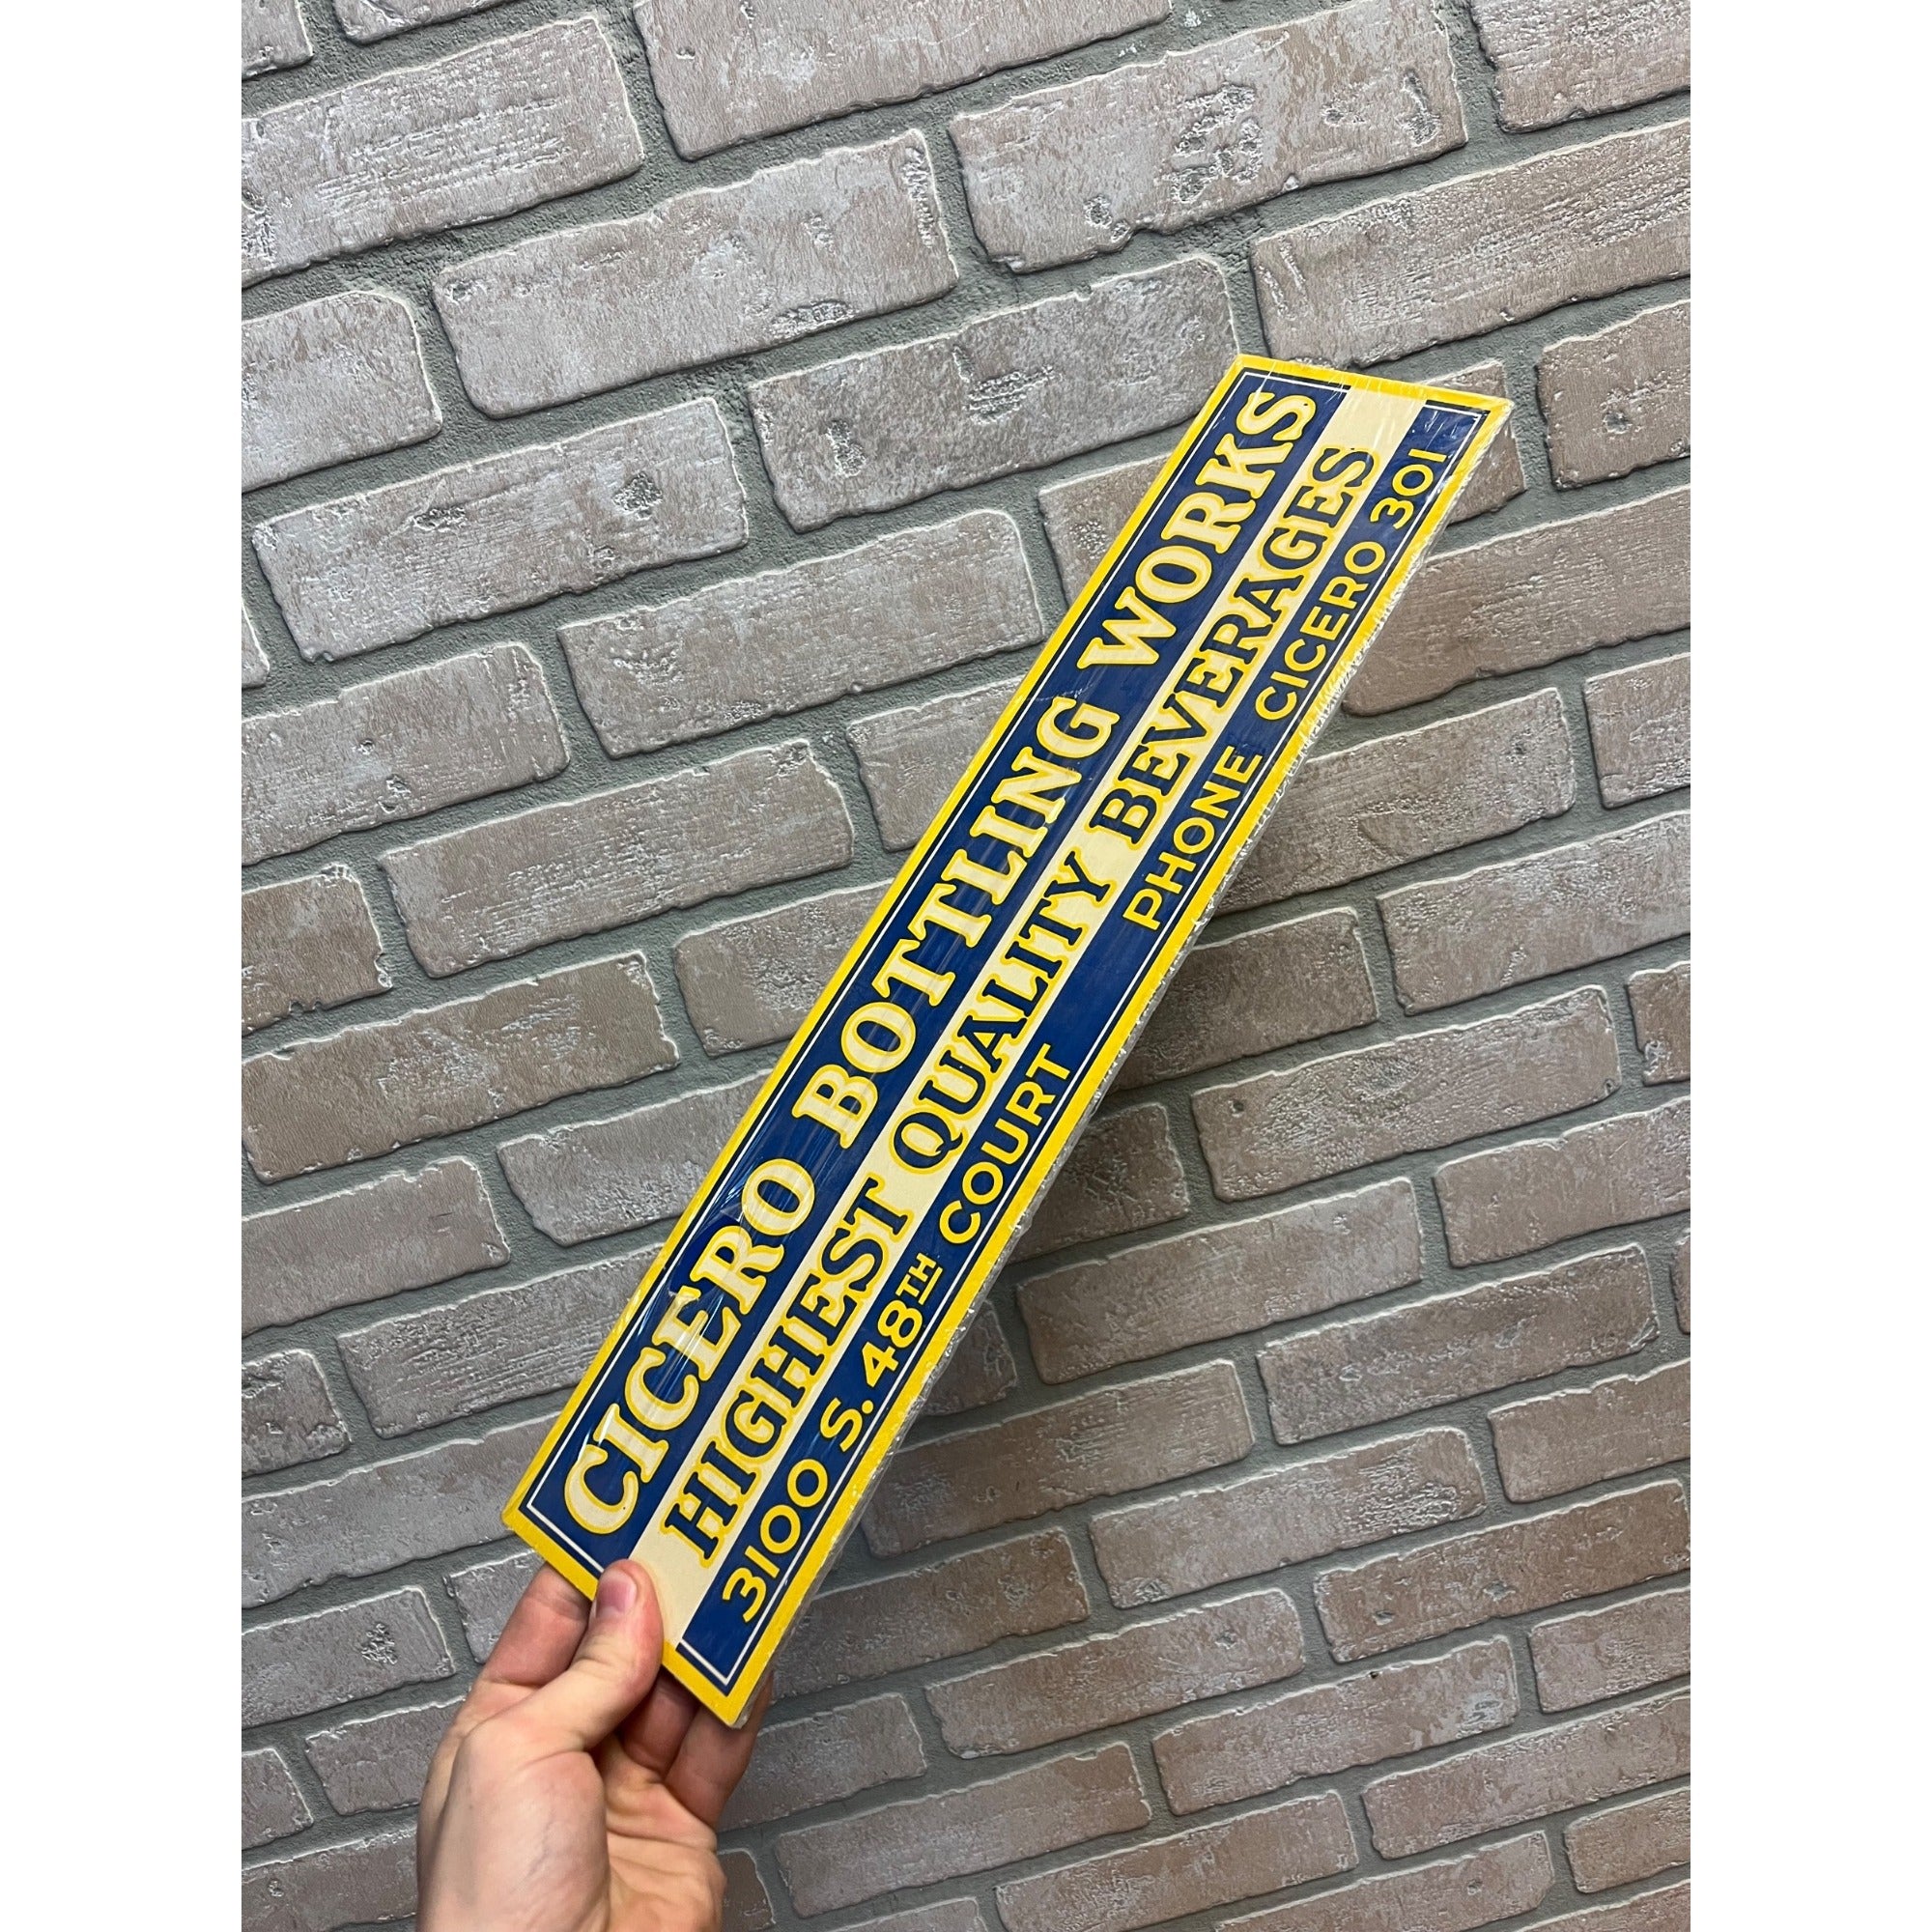 CICERO BOTTLING WORKS
HIGHEST QUALITY BEVERAGES
3100 S. 48TH COURT PHONE CICERO 301